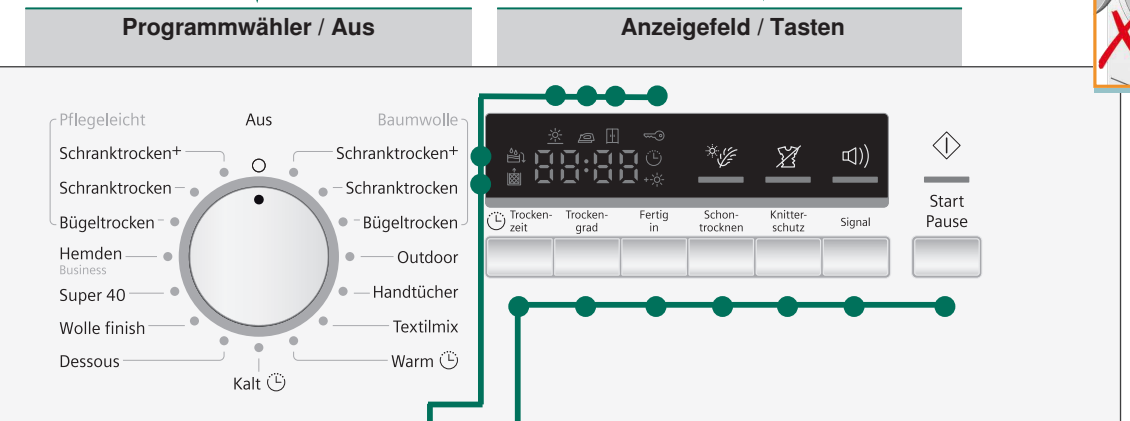 Programmwähler / Aus
Anzeigefeld / Tasten
Pflegeleicht
Aus
Baumwolle
Schranktrocken+
Schranktrocken+
Schranktrocken
Schranktrocken
Bügeltrocken
Bügeltrocken
Hemden
Business
Outdoor
Super 40
Handtücher
Wolle finish
Textilmix
Dessous
Warm
Kalt
88:88
Trocken-
zeit
Trocken-
grad
Fertig
in
Schon-
trocknen
Knitter-
schutz
Signal
Start
Pause